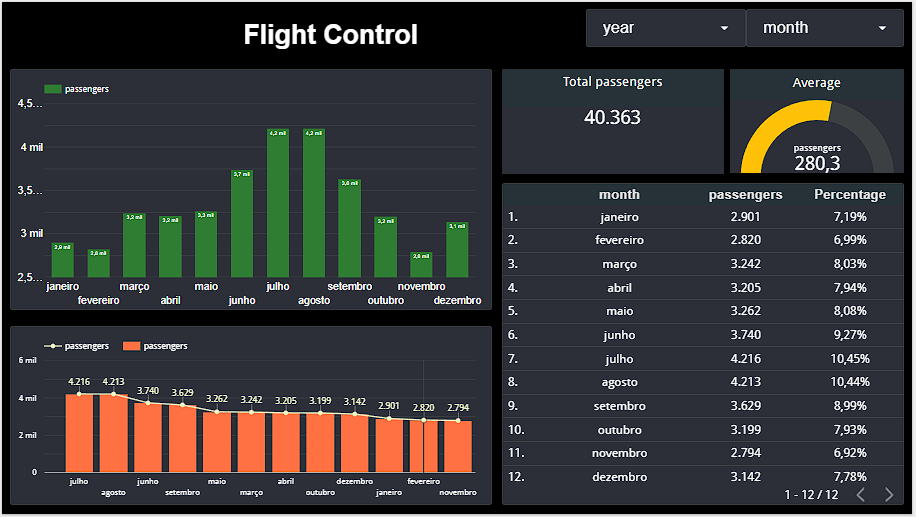 Flight Control
year
month
passengers
4,5...
4 mil
3,5...
3 mil
2,5...
2,9 mil
2,8 mil
3,2 mil
3,2 mil
3,3 mil
3,7 mil
4,2 mil
4,2 mil
3,6 mil
3,2 mil
2,8 mil
3,1 mil
janeiro março maio julho setembro novembro
fevereiro abril junho agosto outubro dezembro
Total passengers
40.363
Average
passengers
280,3
passengers passengers
6 mil
4 mil
2 mil
0
4.216 4.213 3.740 3.629 3.262 3.242 3.205 3.199 3.142 2.901 2.820 2.794
julho junho maio abril dezembro fevereiro
agosto setembro março outubro janeiro novembro
month passengers Percentage
1. janeiro 2.901 7,19%
2. fevereiro 2.820 6,99%
3. março 3.242 8,03%
4. abril 3.205 7,94%
5. maio 3.262 8,08%
6. junho 3.740 9,27%
7. julho 4.216 10,45%
8. agosto 4.213 10,44%
9. setembro 3.629 8,99%
10. outubro 3.199 7,93%
11. novembro 2.794 6,92%
12. dezembro 3.142 7,78%
1 - 12 / 12